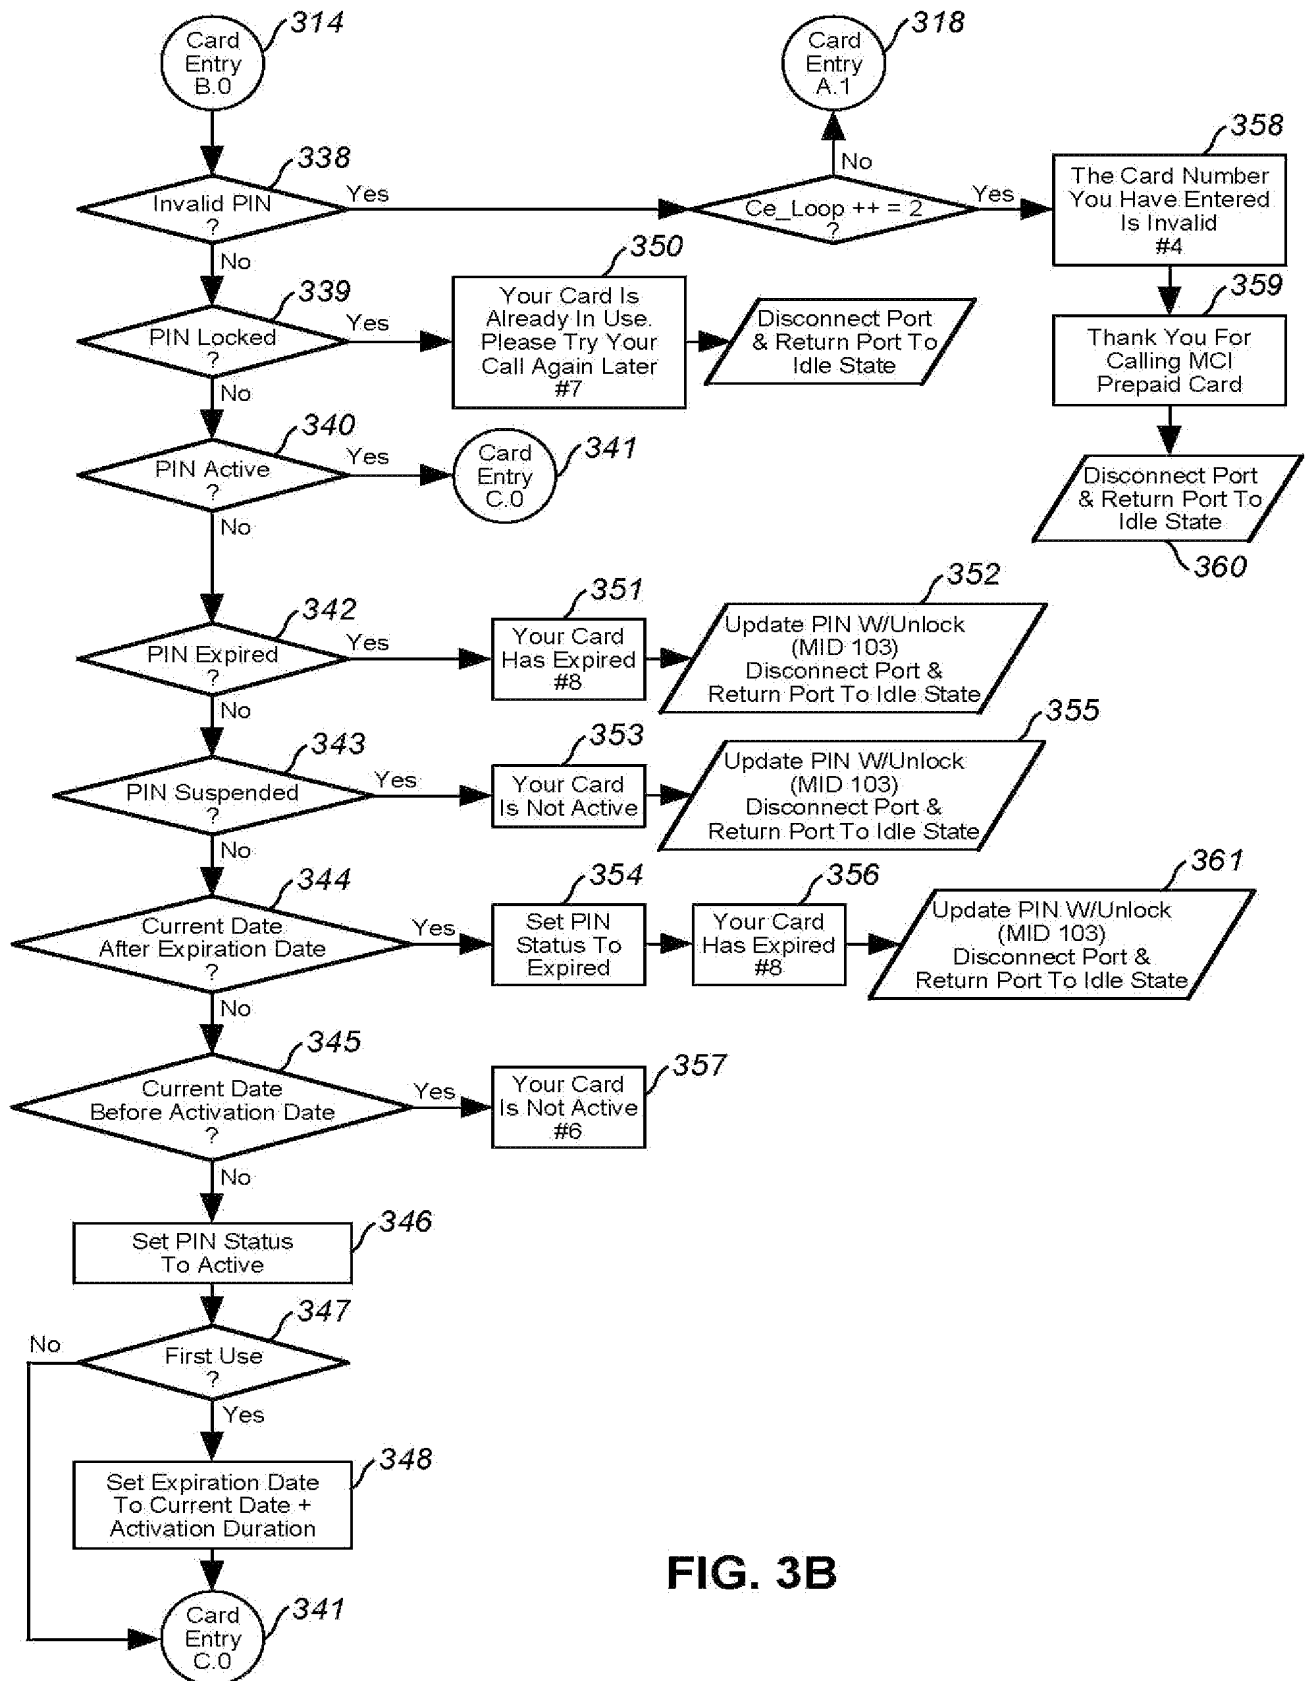 314
Card
Entry
B.0
318
Card
Entry
A.1
338
Invalid PIN
?
Yes
No
No
Ce_Loop ++ = 2
?
Yes
358
The Card Number
You Have Entered
Is Invalid
#4
339
PIN Locked
?
Yes
No
350
Your Card Is
Already In Use.
Please Try Your
Call Again Later
#7
Disconnect Port
& Return Port To
Idle State
359
Thank You For
Calling MCI
Prepaid Card
340
PIN Active
?
Yes
No
341
Card
Entry
C.0
Disconnect Port
& Return Port To
Idle State
360
342
PIN Expired
?
Yes
No
351
Your Card
Has Expired
#8
352
Update PIN W/Unlock
(MID 103)
Disconnect Port &
Return Port To Idle State
343
PIN Suspended
?
Yes
No
353
Your Card
Is Not Active
355
Update PIN W/Unlock
(MID 103)
Disconnect Port &
Return Port To Idle State
344
Current Date
After Expiration Date
?
Yes
No
354
Set PIN
Status To
Expired
356
Your Card
Has Expired
#8
361
Update PIN W/Unlock
(MID 103)
Disconnect Port &
Return Port To Idle State
345
Current Date
Before Activation Date
?
Yes
No
357
Your Card
Is Not Active
#6
346
Set PIN Status
To Active
347
First Use
?
No
Yes
348
Set Expiration Date
To Current Date +
Activation Duration
341
Card
Entry
C.0
FIG. 3B